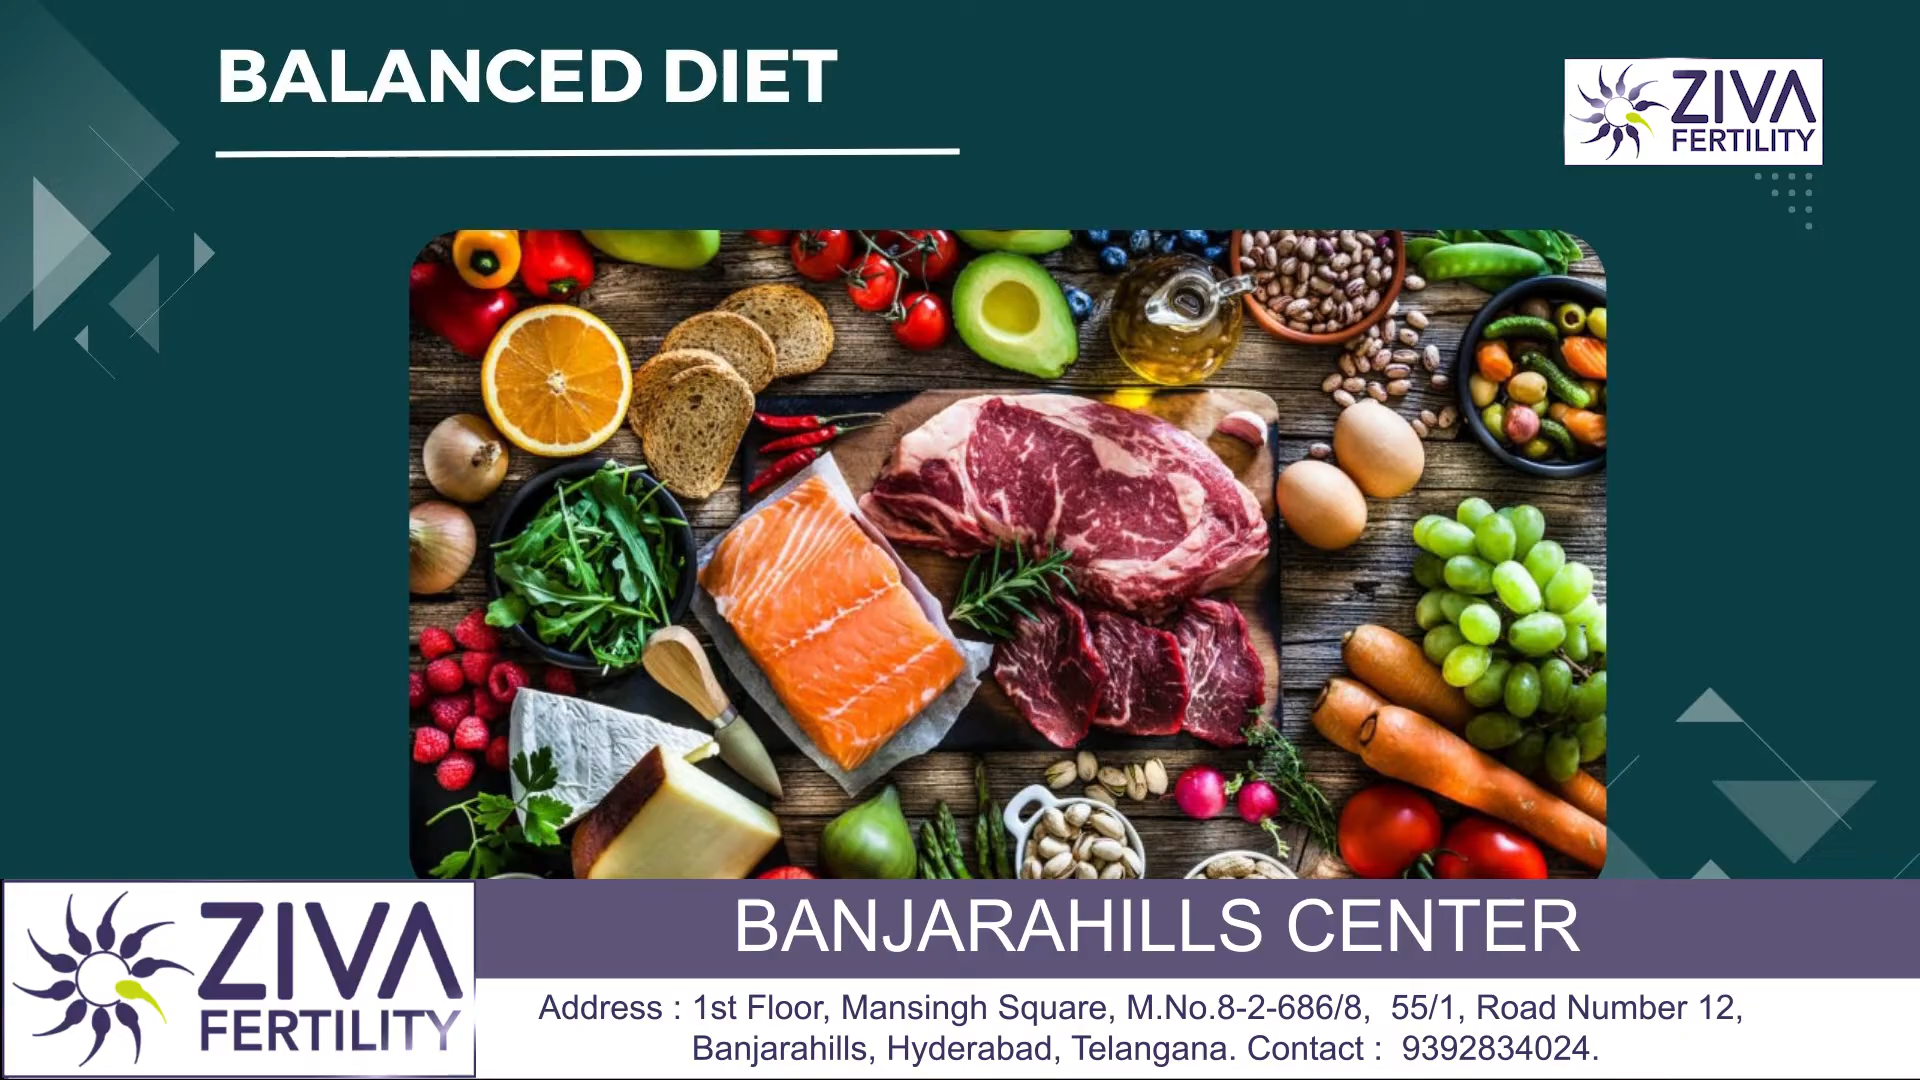 BALANCED DIET
ZIVA
FERTILITY
ZIVA
FERTILITY
BANJARAHILLS CENTER
Address : 1st Floor, Mansingh Square, M.No.8-2-686/8, 55/1, Road Number 12,
Banjarahills, Hyderabad, Telangana. Contact : 9392834024.